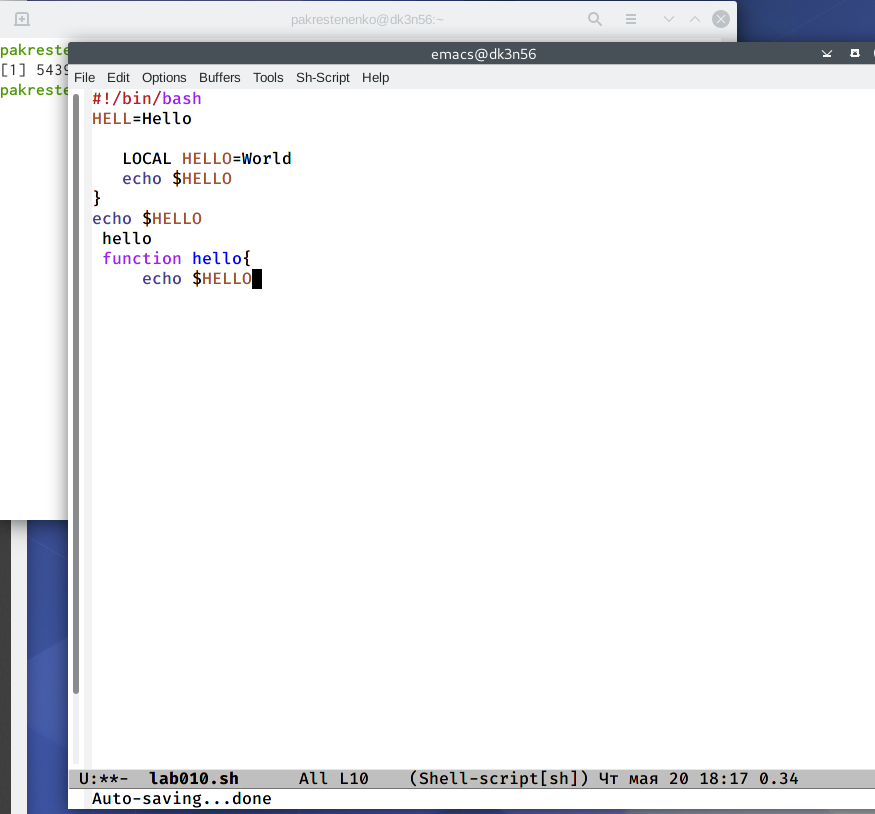 pakrestenenko@dk3n56:~
pakreste
[1] 5439
pakreste
emacs@dk3n56
File Edit Options Buffers Tools Sh-Script Help
#!/bin/bash
HELL=Hello
LOCAL HELLO=World
echo $HELLO
}
echo $HELLO
hello
function hello{
echo $HELLO
U:**- lab010.sh All L10 (Shell-script[sh]) Чт мая 20 18:17 0.34
Auto-saving...done